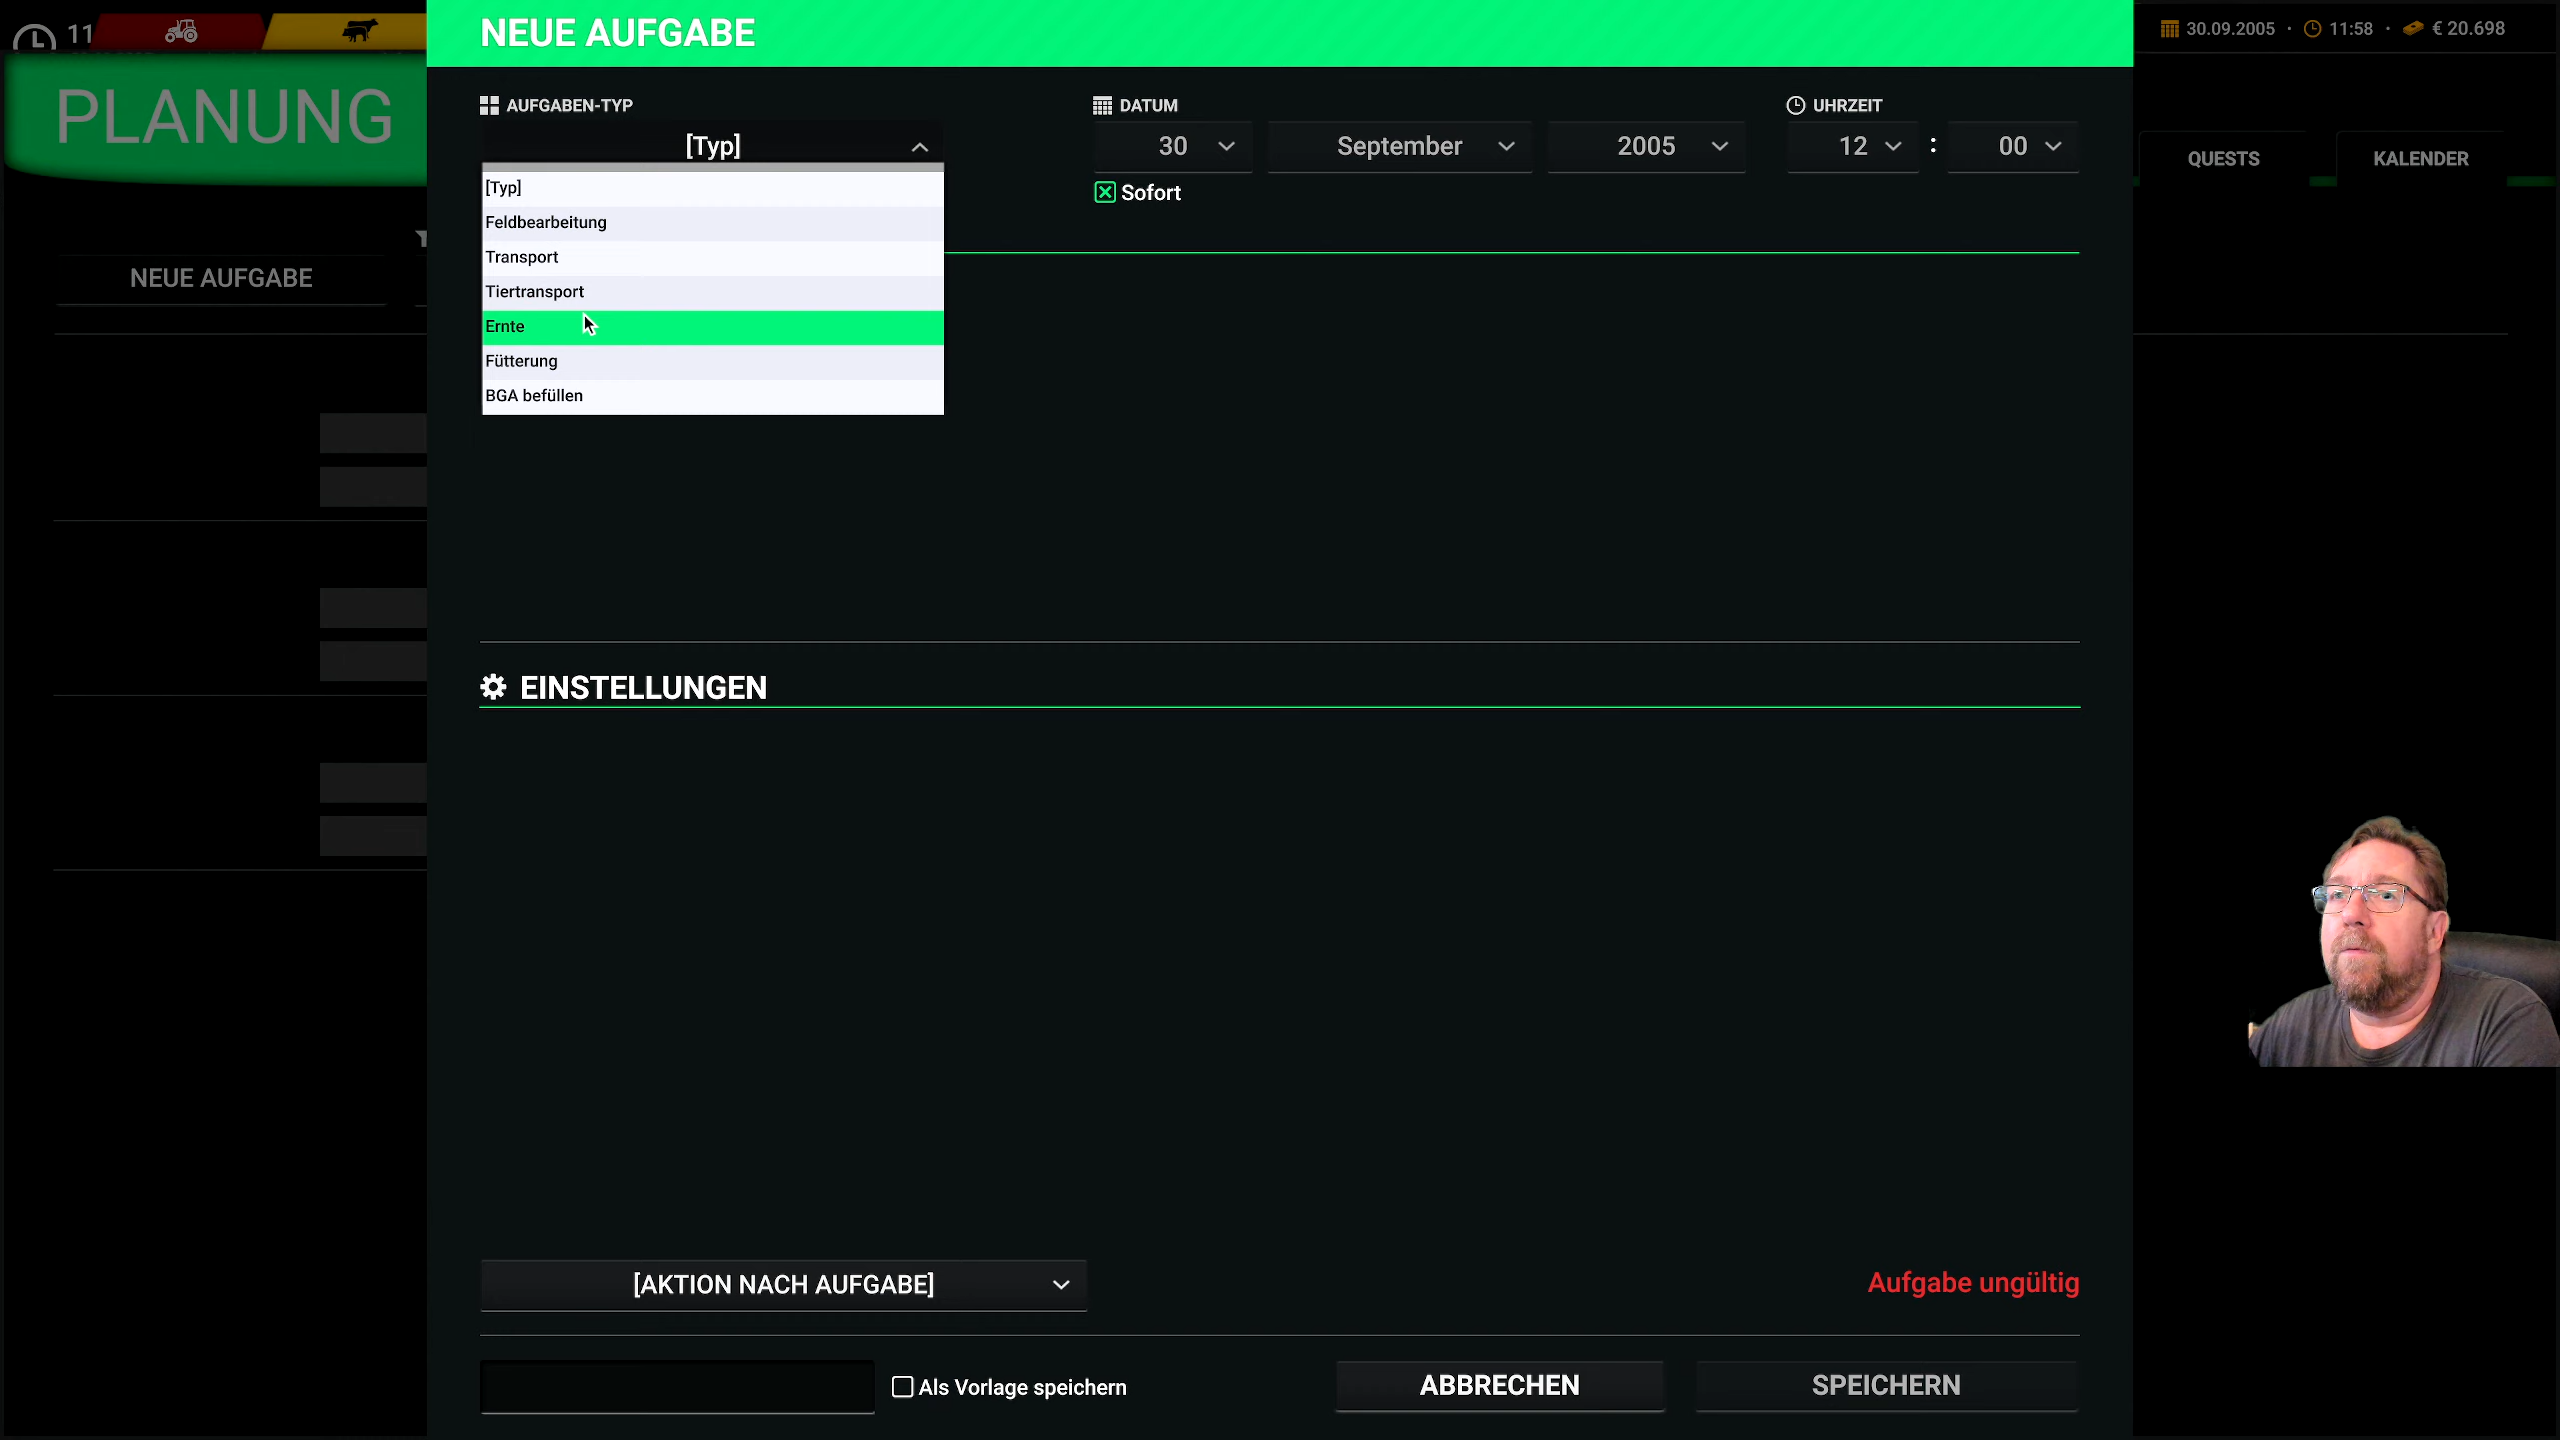 11
NEUE AUFGABE
30.09.2005 · 11:58 · € 20.698
PLANUNG
AUFGABEN-TYP
DATUM
UHRZEIT
[Typ]
30
September
2005
12 : 00
QUESTS
KALENDER
Sofort
[Typ]
Feldbearbeitung
Transport
Tiertransport
Ernte
Fütterung
BGA befüllen
NEUE AUFGABE
EINSTELLUNGEN
[AKTION NACH AUFGABE]
Aufgabe ungültig
Als Vorlage speichern
ABBRECHEN
SPEICHERN